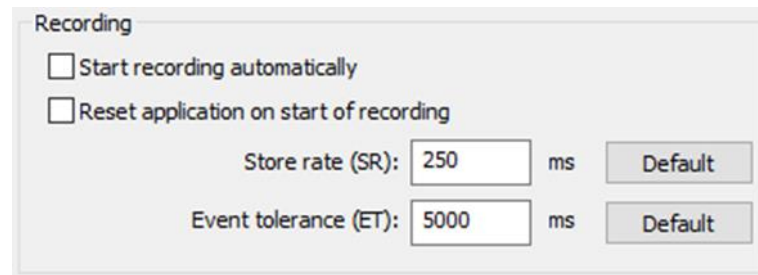 Recording
Start recording automatically
Reset application on start of recording
Store rate (SR): 250 ms Default
Event tolerance (ET): 5000 ms Default